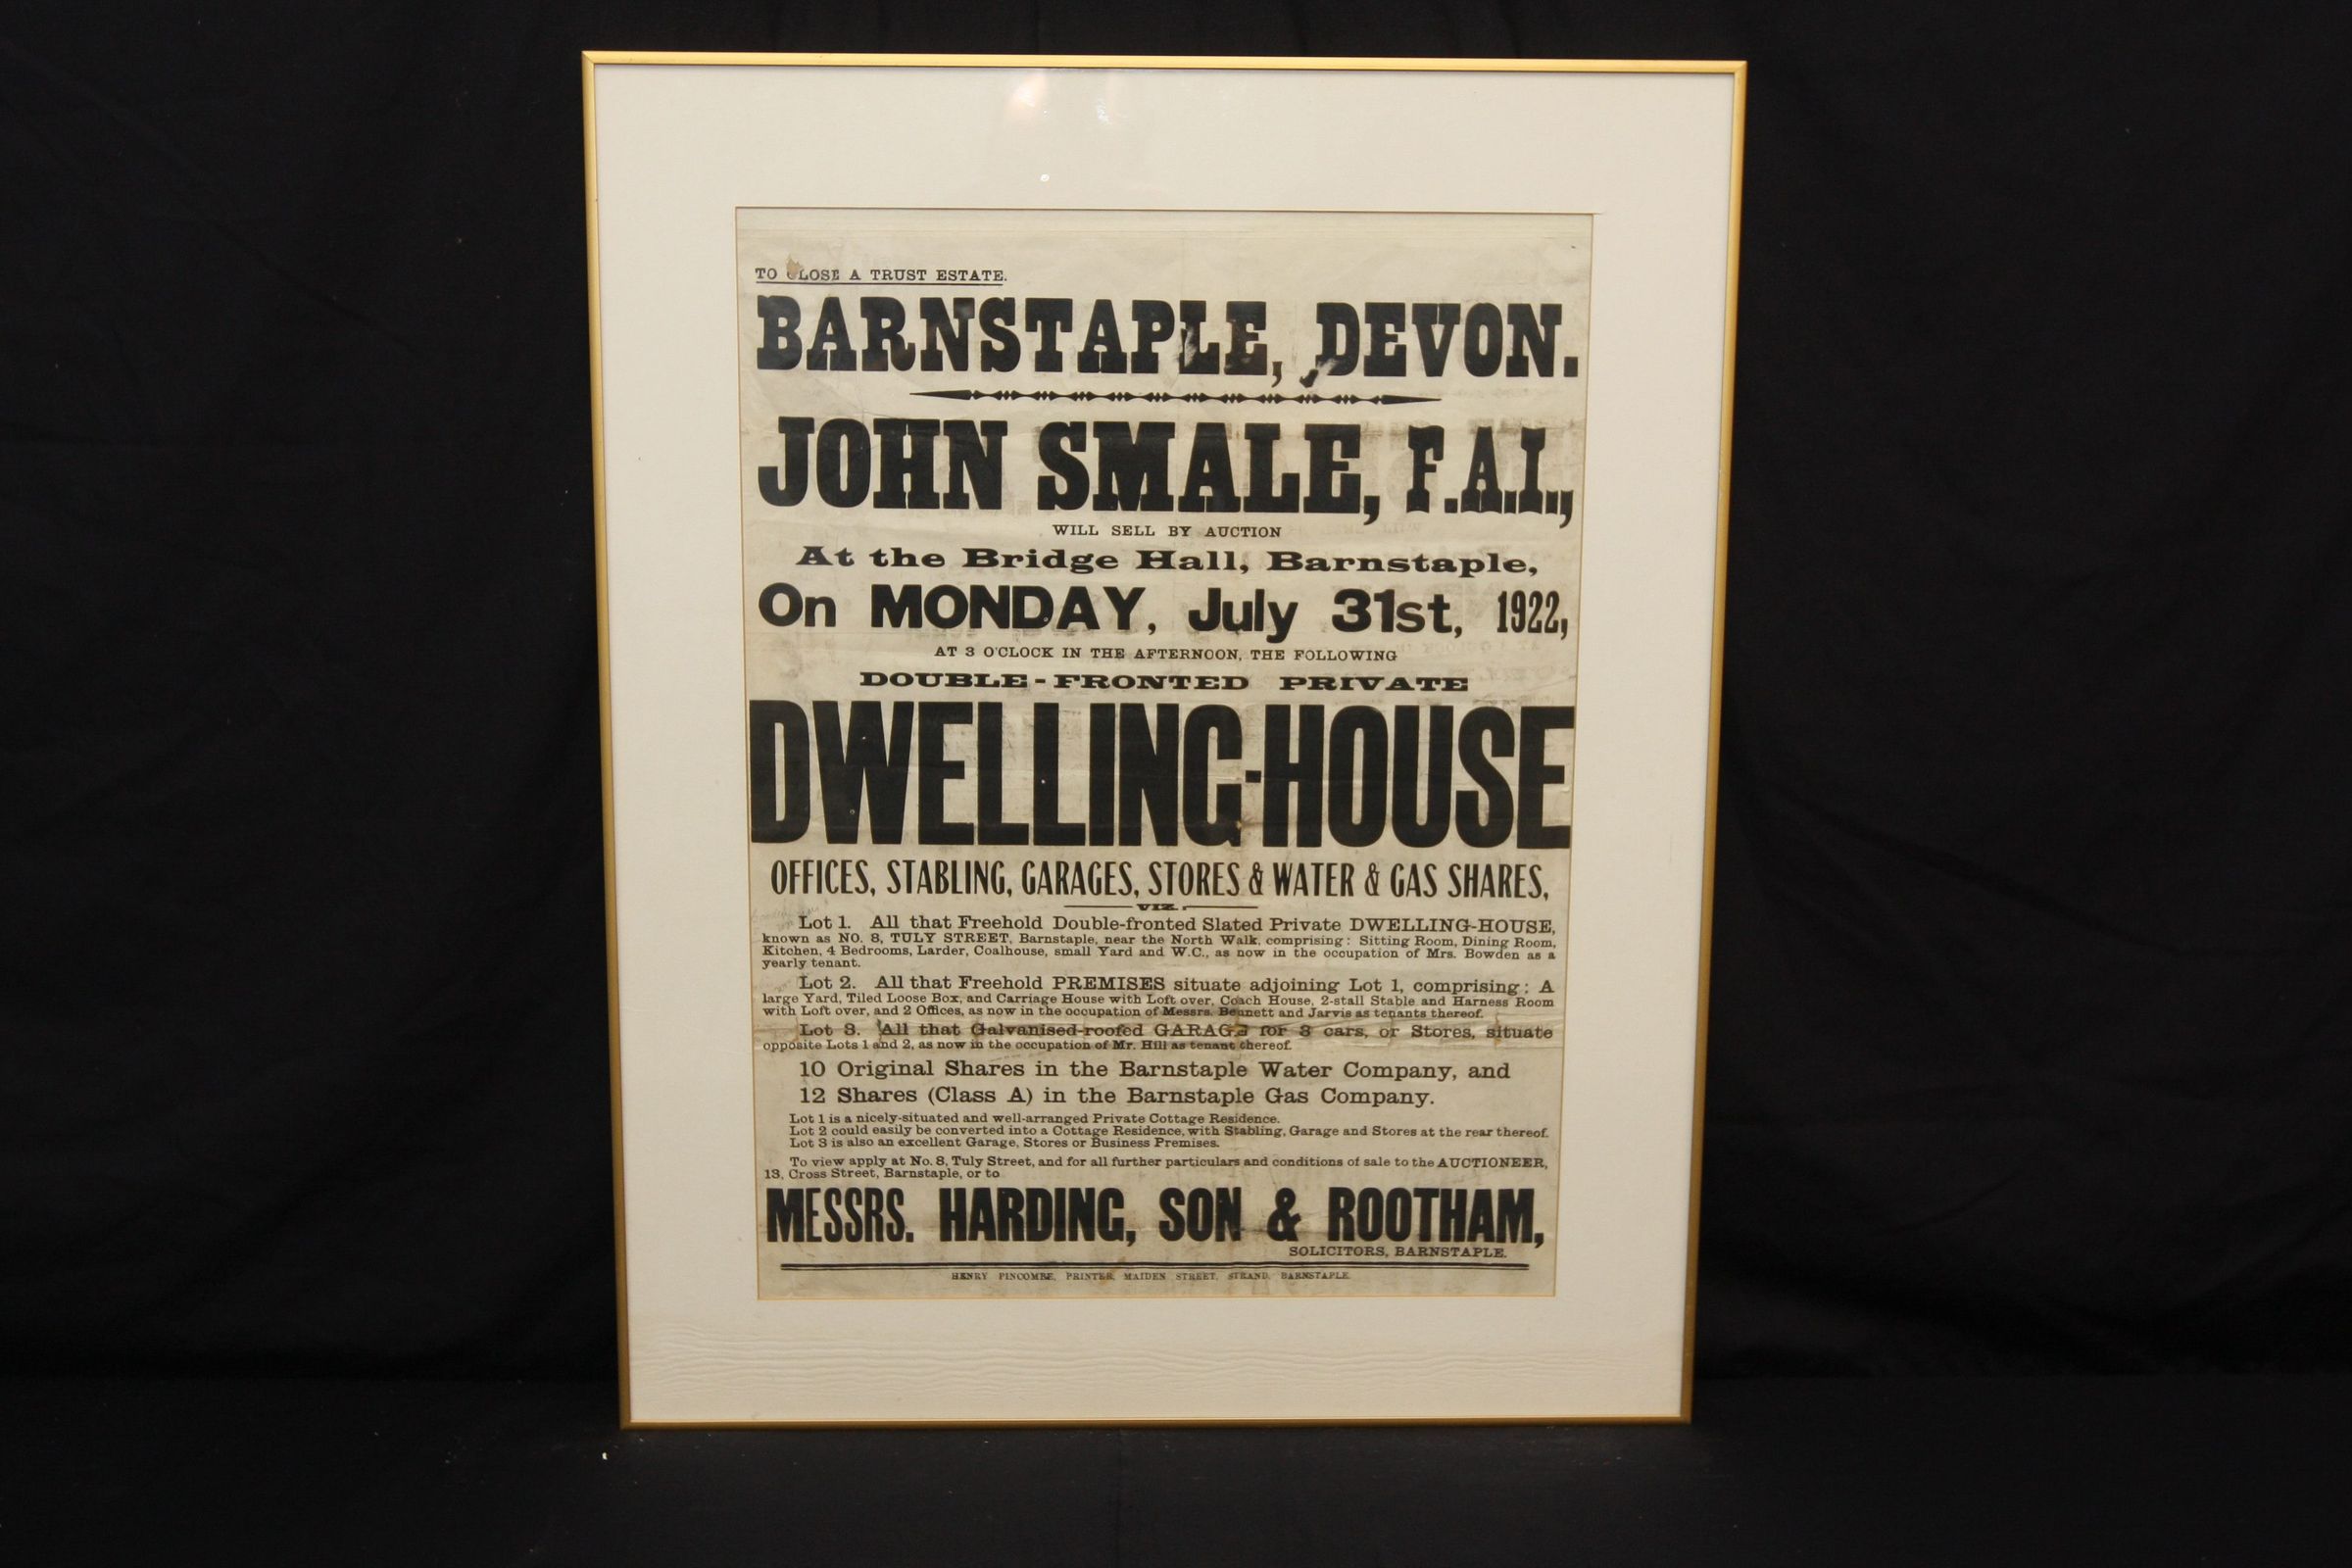 TO CLOSE A TRUST ESTATE.
BARNSTAPLE, DEVON.
JOHN SMALE, F.A.I.,
WILL SELL BY AUCTION
At the Bridge Hall, Barnstaple,
On MONDAY, July 31st, 1922,
AT 3 O'CLOCK IN THE AFTERNOON, THE FOLLOWING
DOUBLE-FRONTED PRIVATE
DWELLING-HOUSE
OFFICES, STABLING, GARAGES, STORES & WATER & GAS SHARES,
VIZ.:
Lot 1. All that Freehold Double-fronted Slated Private DWELLING-HOUSE,
known as NO. 8, TULY STREET, Barnstaple, near the North Walk, comprising: Sitting Room, Dining Room,
Kitchen, 4 Bedrooms, Larder, Coalhouse, small Yard and W.C., as now in the occupation of Mrs. Bowden as a
yearly tenant.
Lot 2. All that Freehold PREMISES situate adjoining Lot 1, comprising: A
large Yard, Tiled Loose Box, and Carriage House with Loft over, Coach House, 2-stall Stable and Harness Room
with Loft over, and 2 Offices, as now in the occupation of Messrs. Bennett and Jarvis as tenants thereof.
Lot 3. All that Galvanised-roofed GARAGE for 3 cars, or Stores, situate
opposite Lots 1 and 2, as now in the occupation of Mr. Hill as tenant thereof.
10 Original Shares in the Barnstaple Water Company, and
12 Shares (Class A) in the Barnstaple Gas Company.
Lot 1 is a nicely-situated and well-arranged Private Cottage Residence.
Lot 2 could easily be converted into a Cottage Residence, with Stabling, Garage and Stores at the rear thereof.
Lot 3 is also an excellent Garage, Stores or Business Premises.
To view apply at No. 8, Tuly Street, and for all further particulars and conditions of sale to the AUCTIONEER,
13, Cross Street, Barnstaple, or to
MESSRS. HARDING, SON & ROOTHAM,
SOLICITORS, BARNSTAPLE.
HENRY PINCOMBE, PRINTER, MAIDEN STREET, STRAND, BARNSTAPLE.